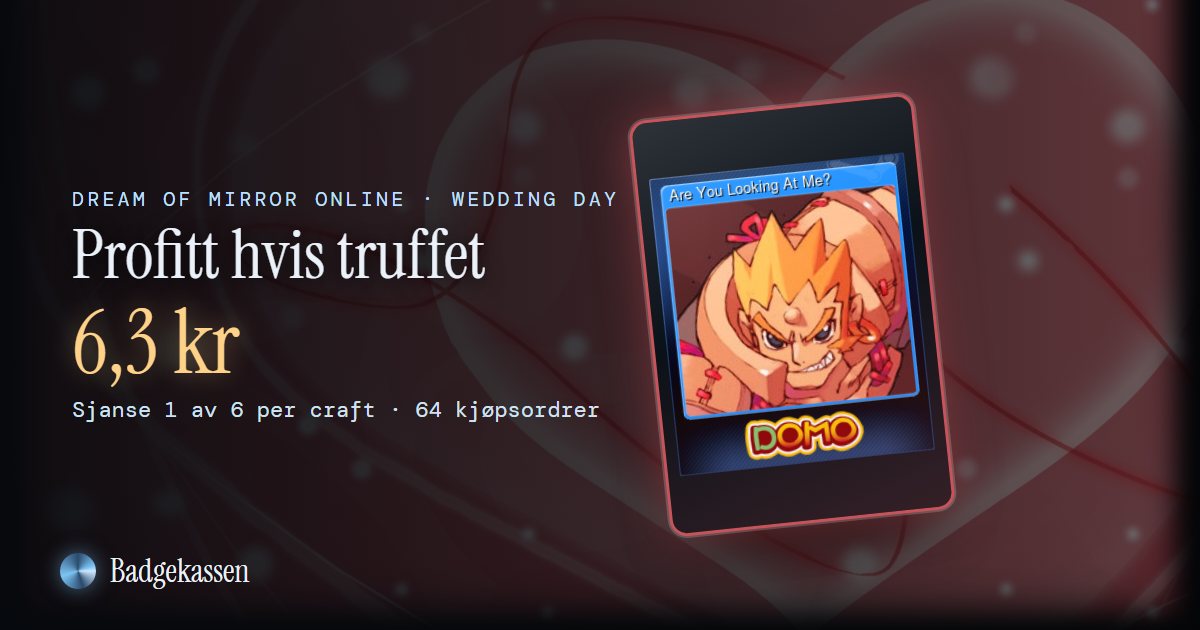 DREAM OF MIRROR ONLINE · WEDDING DAY
Profitt hvis truffet
6,3 kr
Sjanse 1 av 6 per craft · 64 kjøpsordrer
Badgekassen
Are You Looking At Me?
DOMO